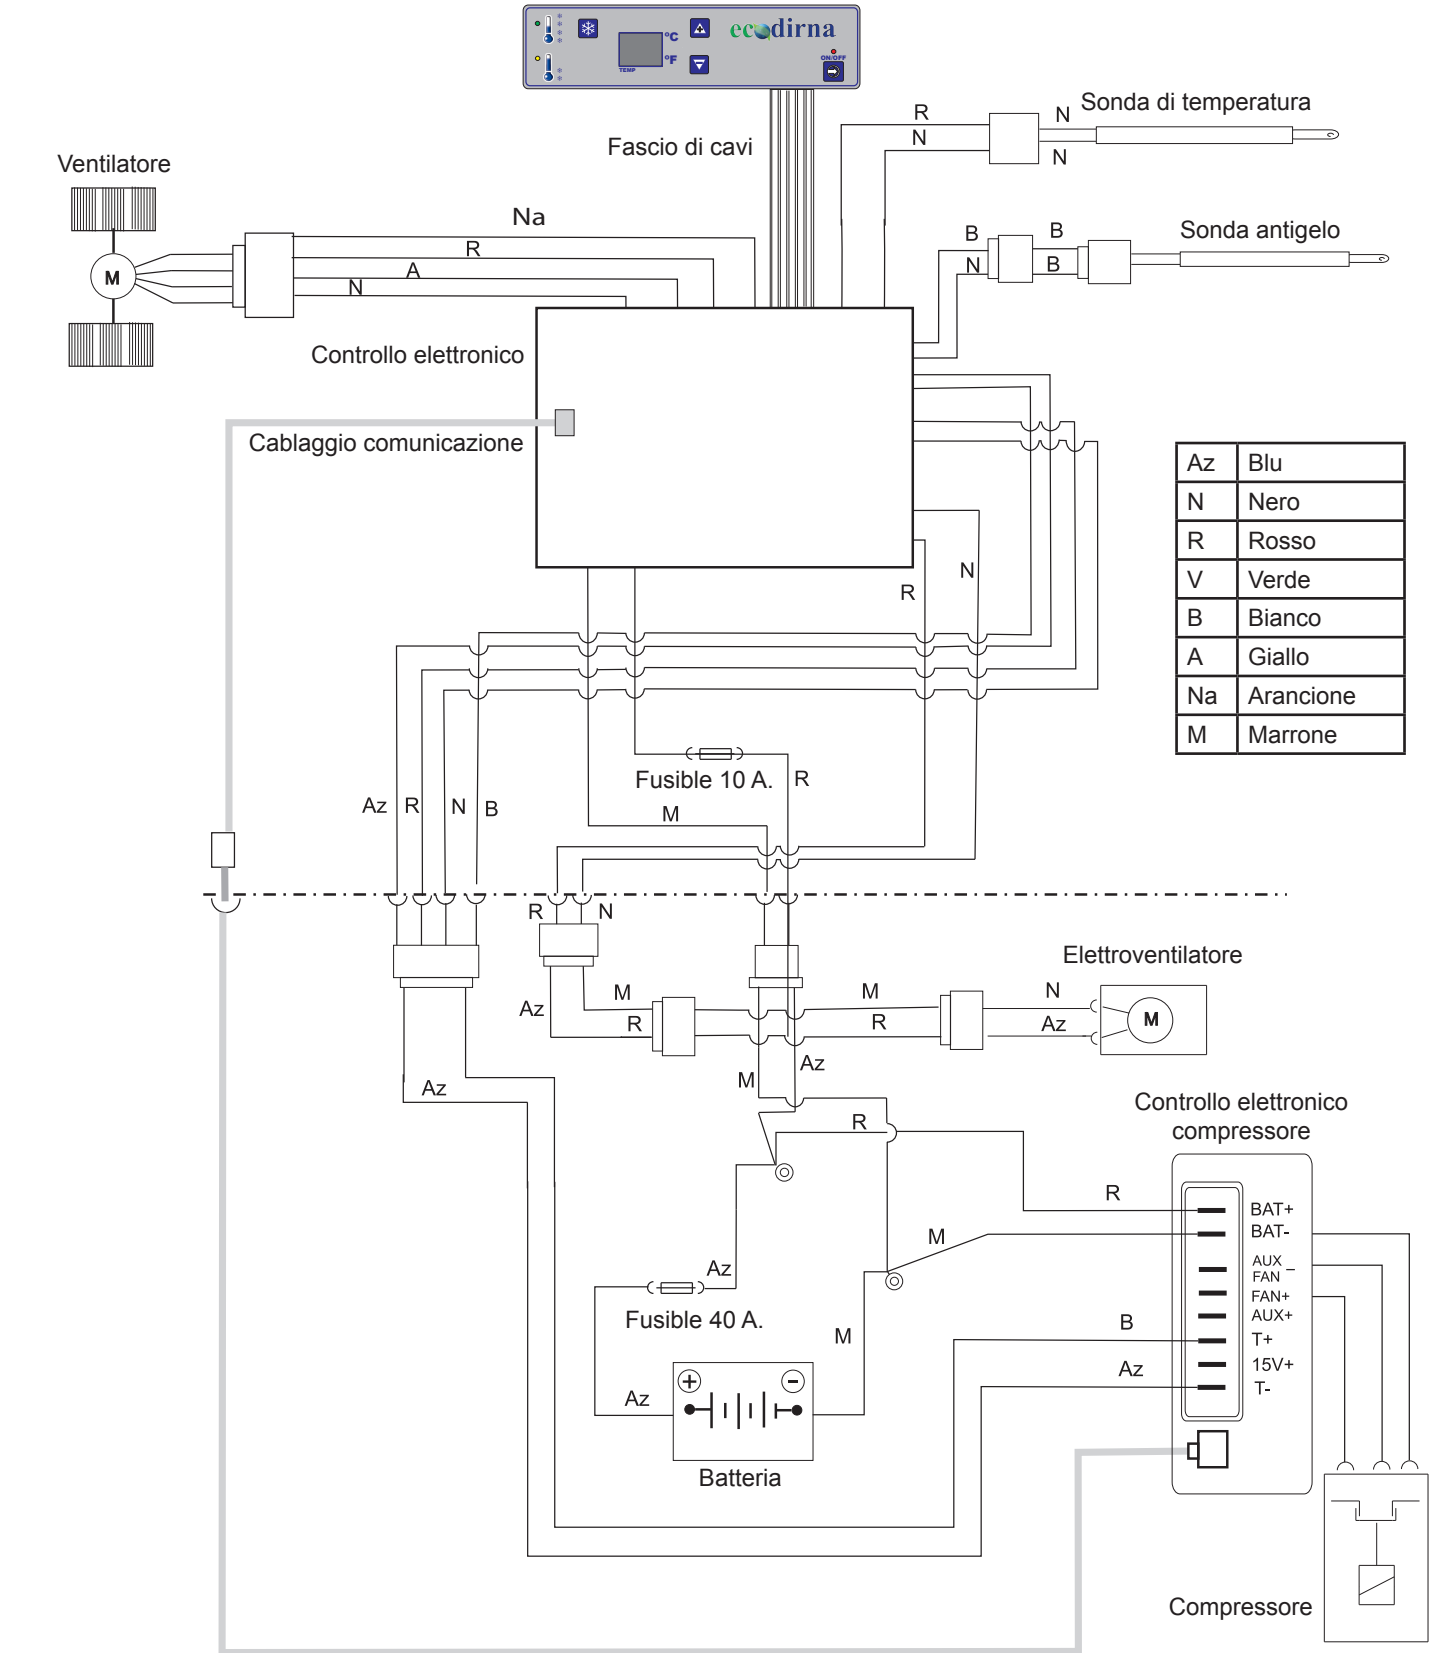 ecodirna
°C
°F
TEMP
ON/OFF
Sonda di temperatura
R
N
N
N
Fascio di cavi
Ventilatore
Na
R
A
N
M
B
N
B
B
Sonda antigelo
Controllo elettronico
Cablaggio comunicazione
Az Blu
N Nero
R Rosso
V Verde
B Bianco
A Giallo
Na Arancione
M Marrone
R
N
Fusible 10 A.
R
M
Az
R
N
B
R
N
Elettroventilatore
Az
M
R
M
R
N
Az
M
M
Az
Az
R
Controllo elettronico
compressore
R
M
Az
Fusible 40 A.
M
B
Az
Az
BAT+
BAT-
AUX
FAN –
FAN+
AUX+
T+
15V+
T-
+
-
Batteria
Compressore